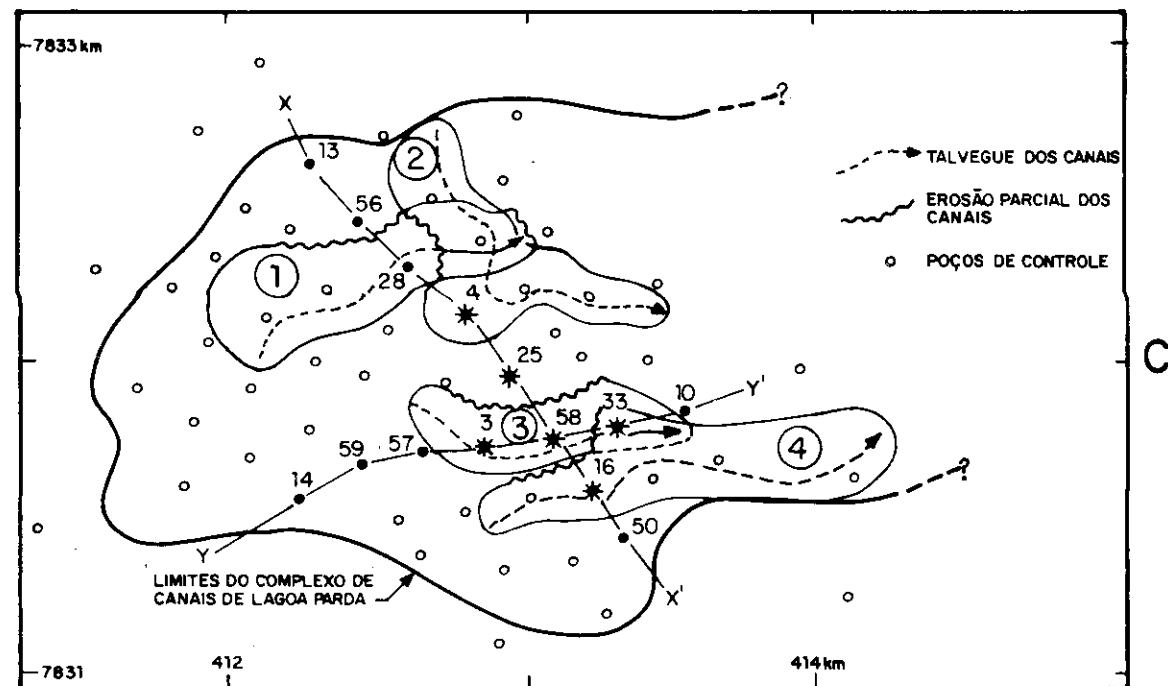 7833 km
X
13
2
56
1
28
4
9
25
33
10
Y'
3
3
58
57
59
14
16
4
50
Y
X'
?
?
TALVEGUE DOS CANAIS
EROSÃO PARCIAL DOS
CANAIS
POÇOS DE CONTROLE
LIMITES DO COMPLEXO DE
CANAIS DE LAGOA PARDA
7831
412
414 km
C